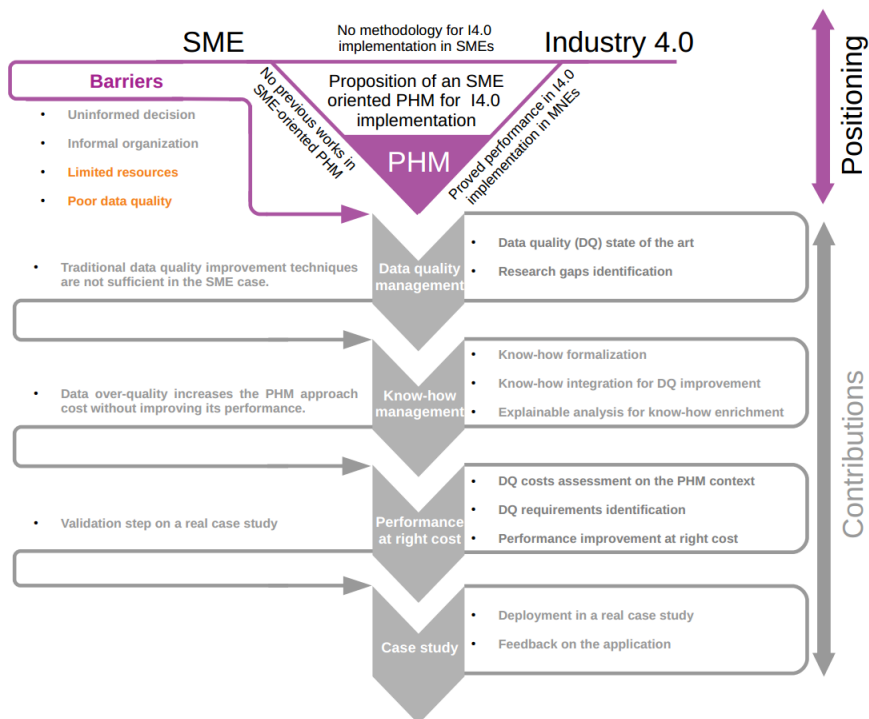 SME
No methodology for I4.0
implementation in SMEs
Industry 4.0
Positioning
Barriers
• Uninformed decision
• Informal organization
• Limited resources
• Poor data quality
No previous works in
SME-oriented PHM
Proposition of an SME
oriented PHM for I4.0
implementation
PHM
Proved performance in I4.0
implementation in MNEs
Contributions
Data quality
management
• Data quality (DQ) state of the art
• Research gaps identification
• Traditional data quality improvement techniques
are not sufficient in the SME case.
Know-how
management
• Know-how formalization
• Know-how integration for DQ improvement
• Explainable analysis for know-how enrichment
• Data over-quality increases the PHM approach
cost without improving its performance.
Performance
at right cost
• DQ costs assessment on the PHM context
• DQ requirements identification
• Performance improvement at right cost
• Validation step on a real case study
Case study
• Deployment in a real case study
• Feedback on the application